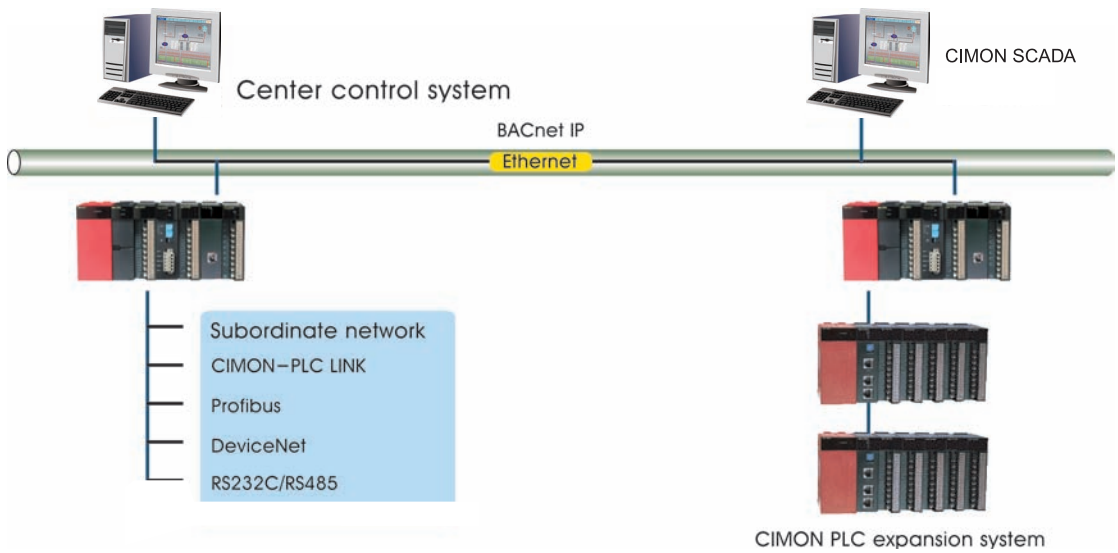 CIMON SCADA
Center control system
BACnet IP
Ethernet
Subordinate network
CIMON-PLC LINK
Profibus
DeviceNet
RS232C/RS485
CIMON PLC expansion system